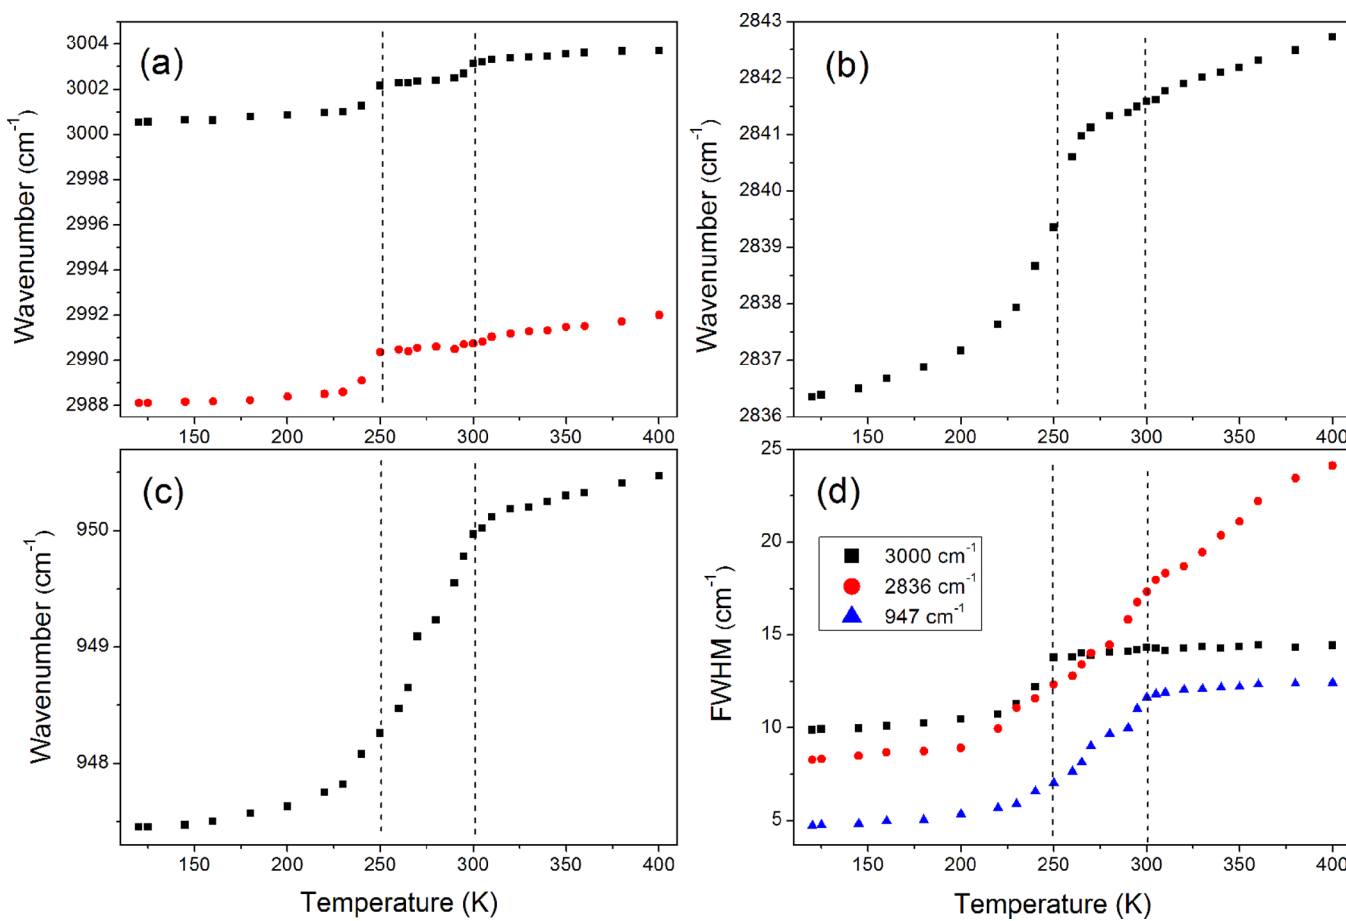 (a)
Wavenumber (cm⁻¹)
3004
3002
3000
2998
2996
2994
2992
2990
2988
150 200 250 300 350 400
(b)
Wavenumber (cm⁻¹)
2843
2842
2841
2840
2839
2838
2837
2836
150 200 250 300 350 400
(c)
Wavenumber (cm⁻¹)
950
949
948
150 200 250 300 350 400
Temperature (K)
(d)
FWHM (cm⁻¹)
25
20
15
10
5
3000 cm⁻¹
2836 cm⁻¹
947 cm⁻¹
150 200 250 300 350 400
Temperature (K)